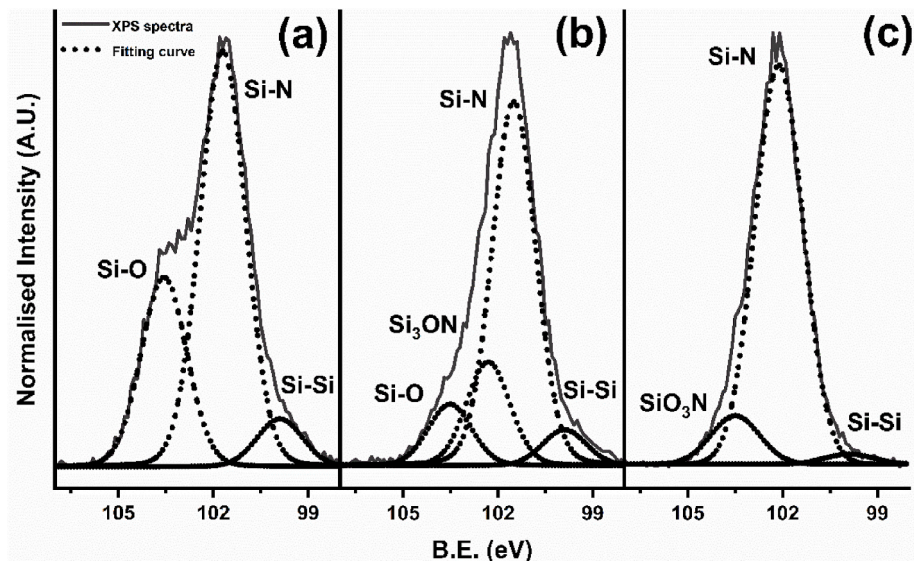 XPS spectra
Fitting curve
(a)
(b)
(c)
Si-N
Si-O
Si-Si
Si-N
Si₃ON
Si-O
Si-Si
Si-N
SiO₃N
Si-Si
Normalised Intensity (A.U.)
105 102 99 105 102 99 105 102 99
B.E. (eV)